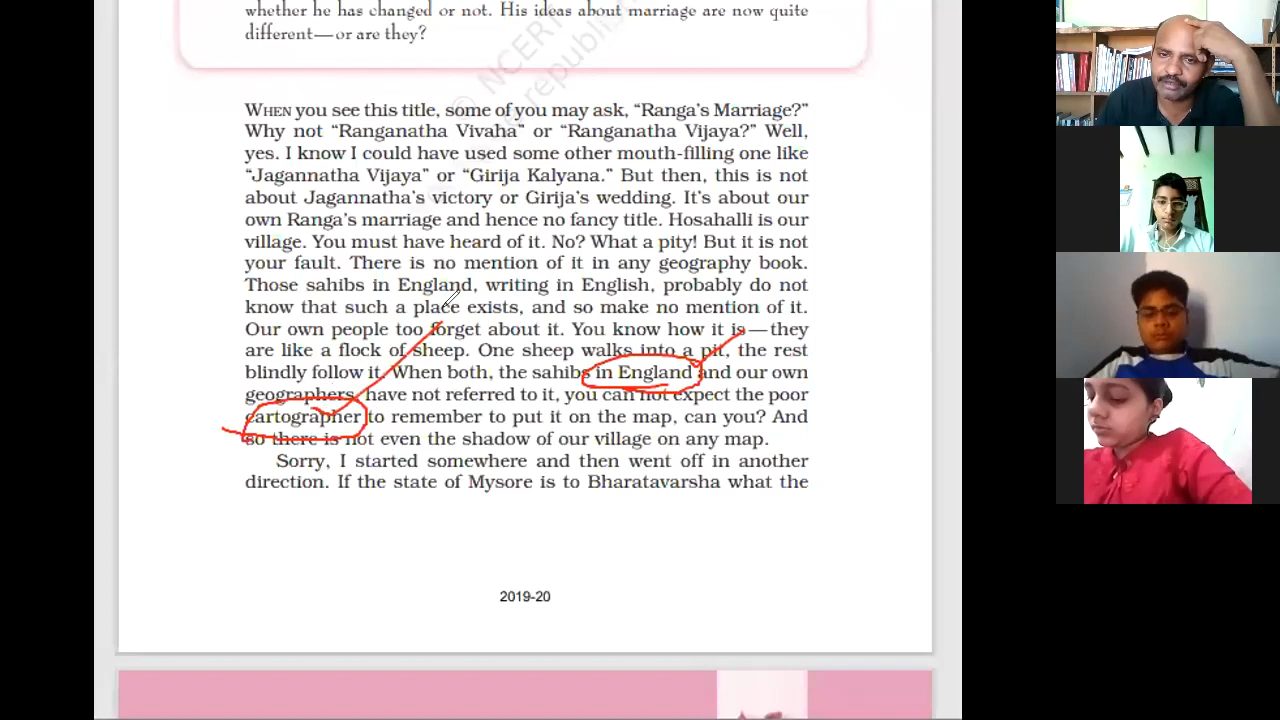 whether he has changed or not. His ideas about marriage are now quite
different—or are they?
© NCERT
republis
WHEN you see this title, some of you may ask, “Ranga’s Marriage?”
Why not “Ranganatha Vivaha” or “Ranganatha Vijaya?” Well,
yes. I know I could have used some other mouth-filling one like
“Jagannatha Vijaya” or “Girija Kalyana.” But then, this is not
about Jagannatha’s victory or Girija’s wedding. It’s about our
own Ranga’s marriage and hence no fancy title. Hosahalli is our
village. You must have heard of it. No? What a pity! But it is not
your fault. There is no mention of it in any geography book.
Those sahibs in England, writing in English, probably do not
know that such a place exists, and so make no mention of it.
Our own people too forget about it. You know how it is—they
are like a flock of sheep. One sheep walks into a pit, the rest
blindly follow it. When both, the sahibs in England and our own
geographers, have not referred to it, you can not expect the poor
cartographer to remember to put it on the map, can you? And
so there is not even the shadow of our village on any map.
Sorry, I started somewhere and then went off in another
direction. If the state of Mysore is to Bharatavarsha what the
2019-20